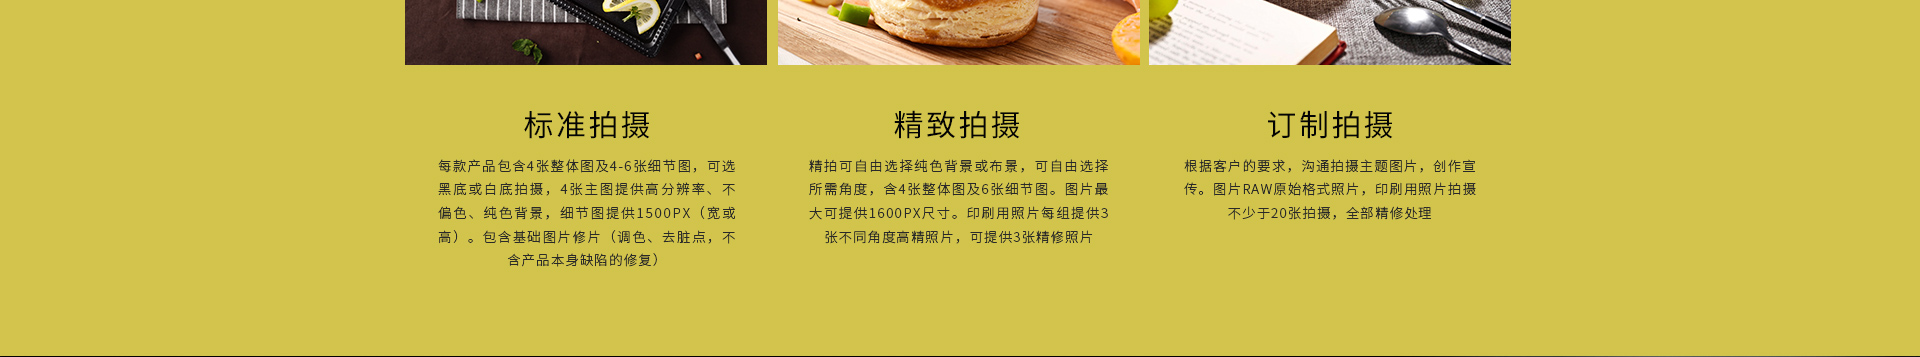 标准拍摄
每款产品包含4张整体图及4-6张细节图，可选
黑底或白底拍摄，4张主图提供高分辨率、不
偏色、纯色背景，细节图提供1500PX（宽或
高）。包含基础图片修片（调色、去脏点，不
含产品本身缺陷的修复）
精致拍摄
精拍可自由选择纯色背景或布景，可自由选择
所需角度，含4张整体图及6张细节图。图片最
大可提供1600PX尺寸。印刷用照片每组提供3
张不同角度高精照片，可提供3张精修照片
订制拍摄
根据客户的要求，沟通拍摄主题图片，创作宣
传。图片RAW原始格式照片，印刷用照片拍摄
不少于20张拍摄，全部精修处理